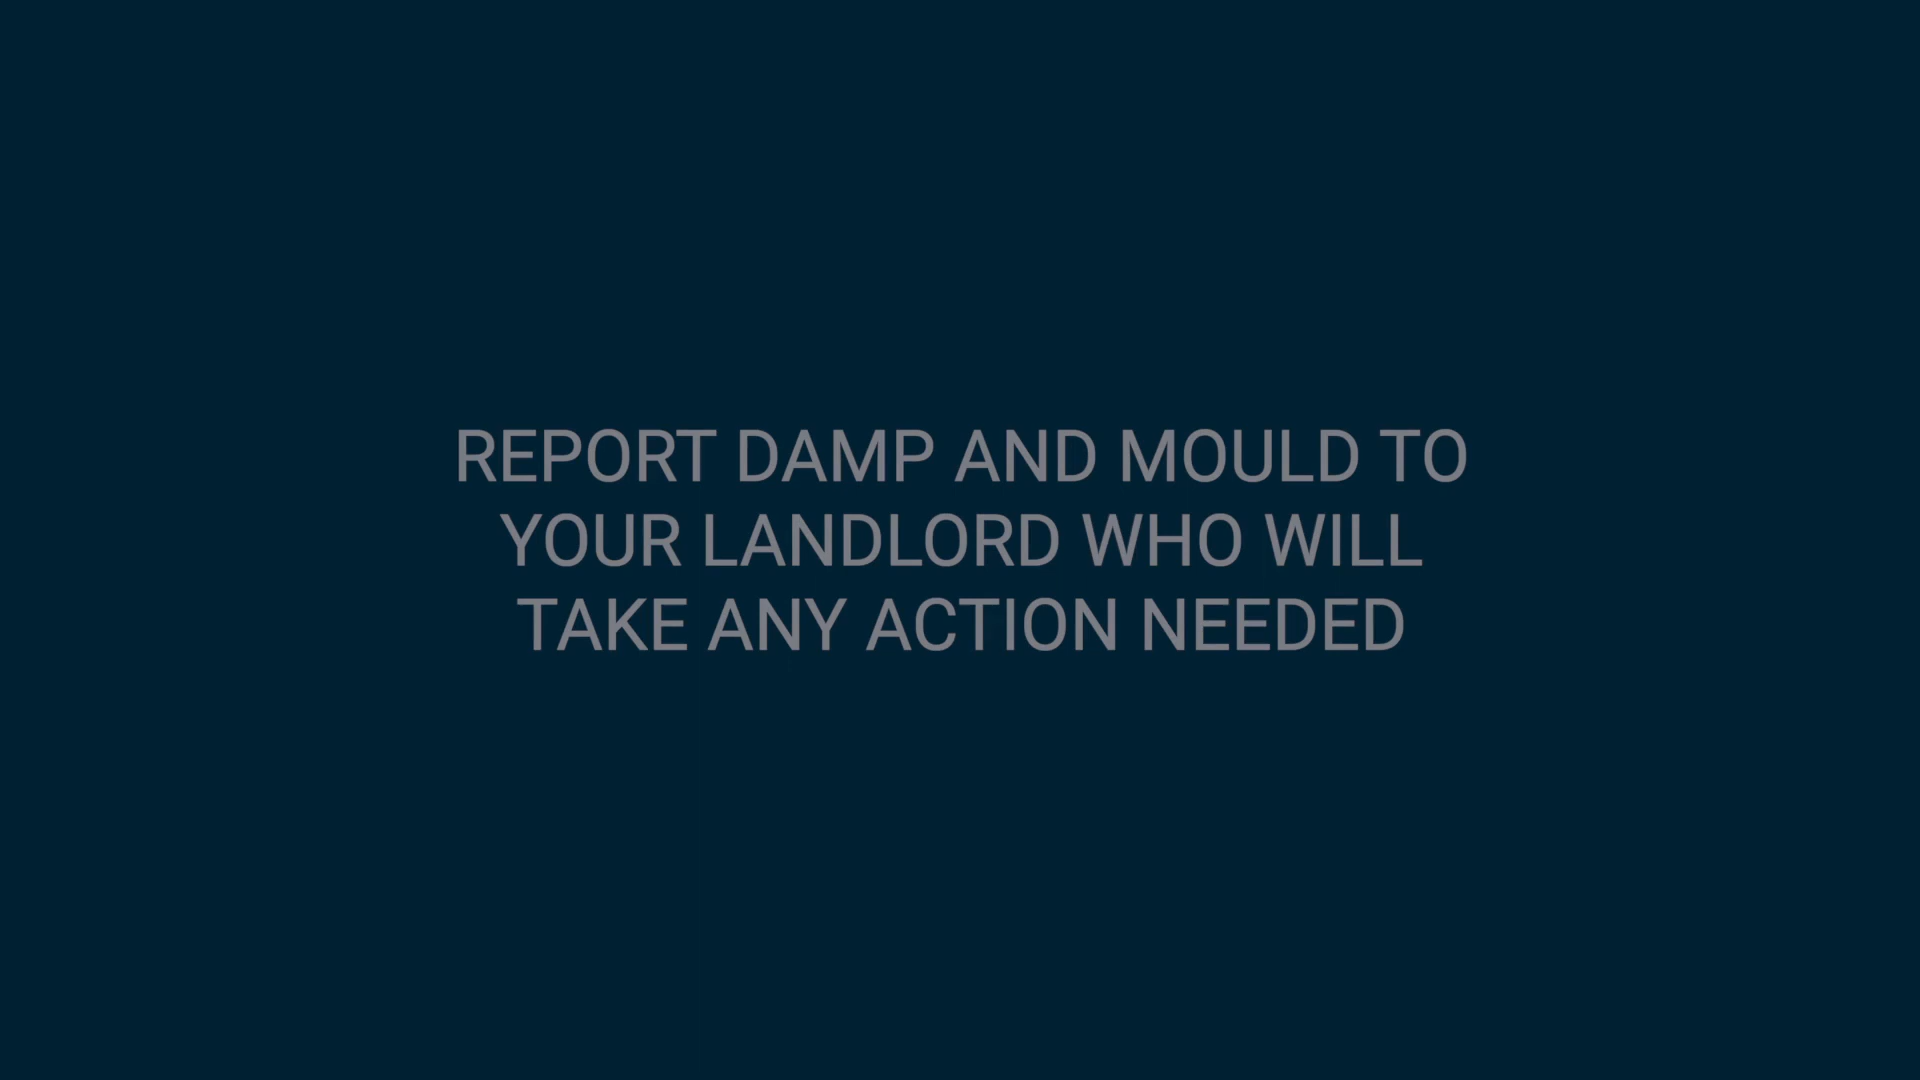 REPORT DAMP AND MOULD TO
YOUR LANDLORD WHO WILL
TAKE ANY ACTION NEEDED